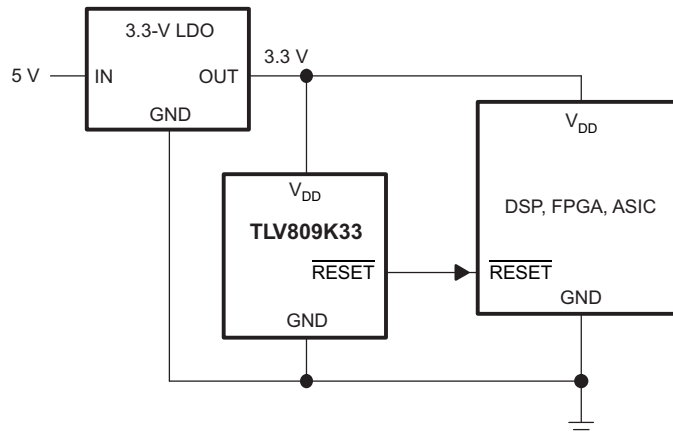 3.3-V LDO
5 V
IN
OUT
3.3 V
GND
VDD
TLV809K33
RESET
GND
VDD
DSP, FPGA, ASIC
RESET
GND